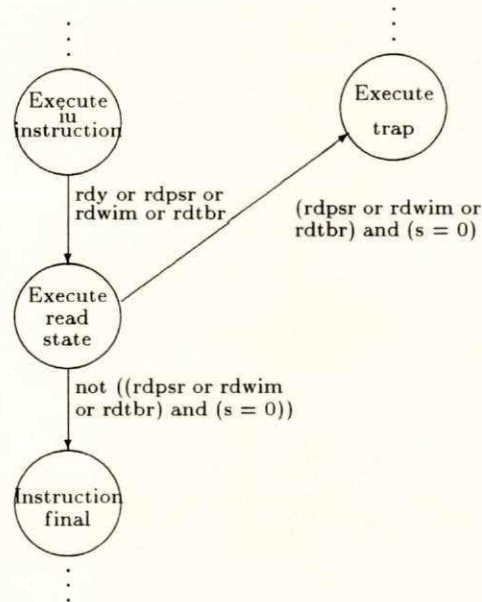 Execute
iu
instruction
Execute
trap
rdy or rdpsr or
rdwim or rdtbr
(rdpsr or rdwim or
rdtbr) and (s = 0)
Execute
read
state
not ((rdpsr or rdwim
or rdtbr) and (s = 0))
Instruction
final